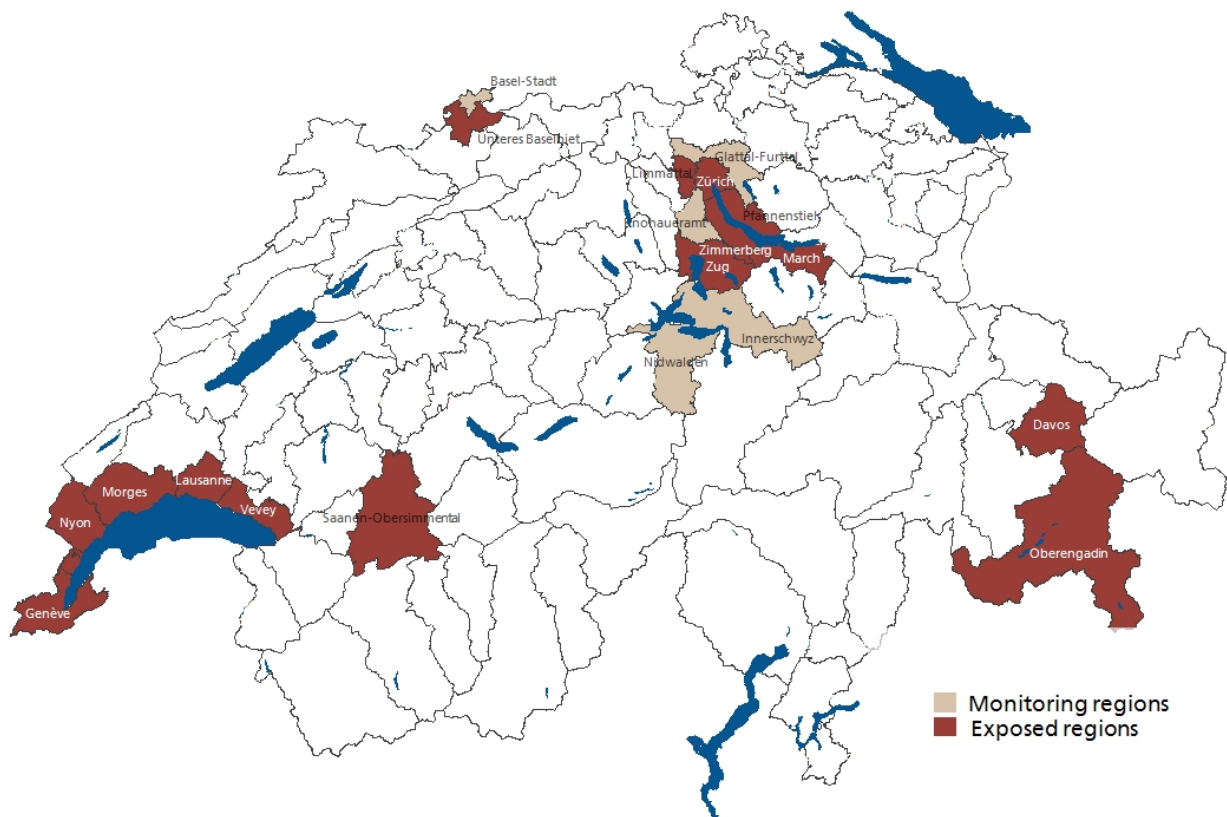 Basel-Stadt
Unteres Baselbiet
Glattal-Furttal
Limmattal
Zürich
Knonaueramt
Pfannenstiel
Zimmerberg
Zug
March
Innerschwyz
Nidwalden
Davos
Lausanne
Morges
Vevey
Nyon
Saanen-Obersimmental
Oberengadin
Genève
Monitoring regions
Exposed regions